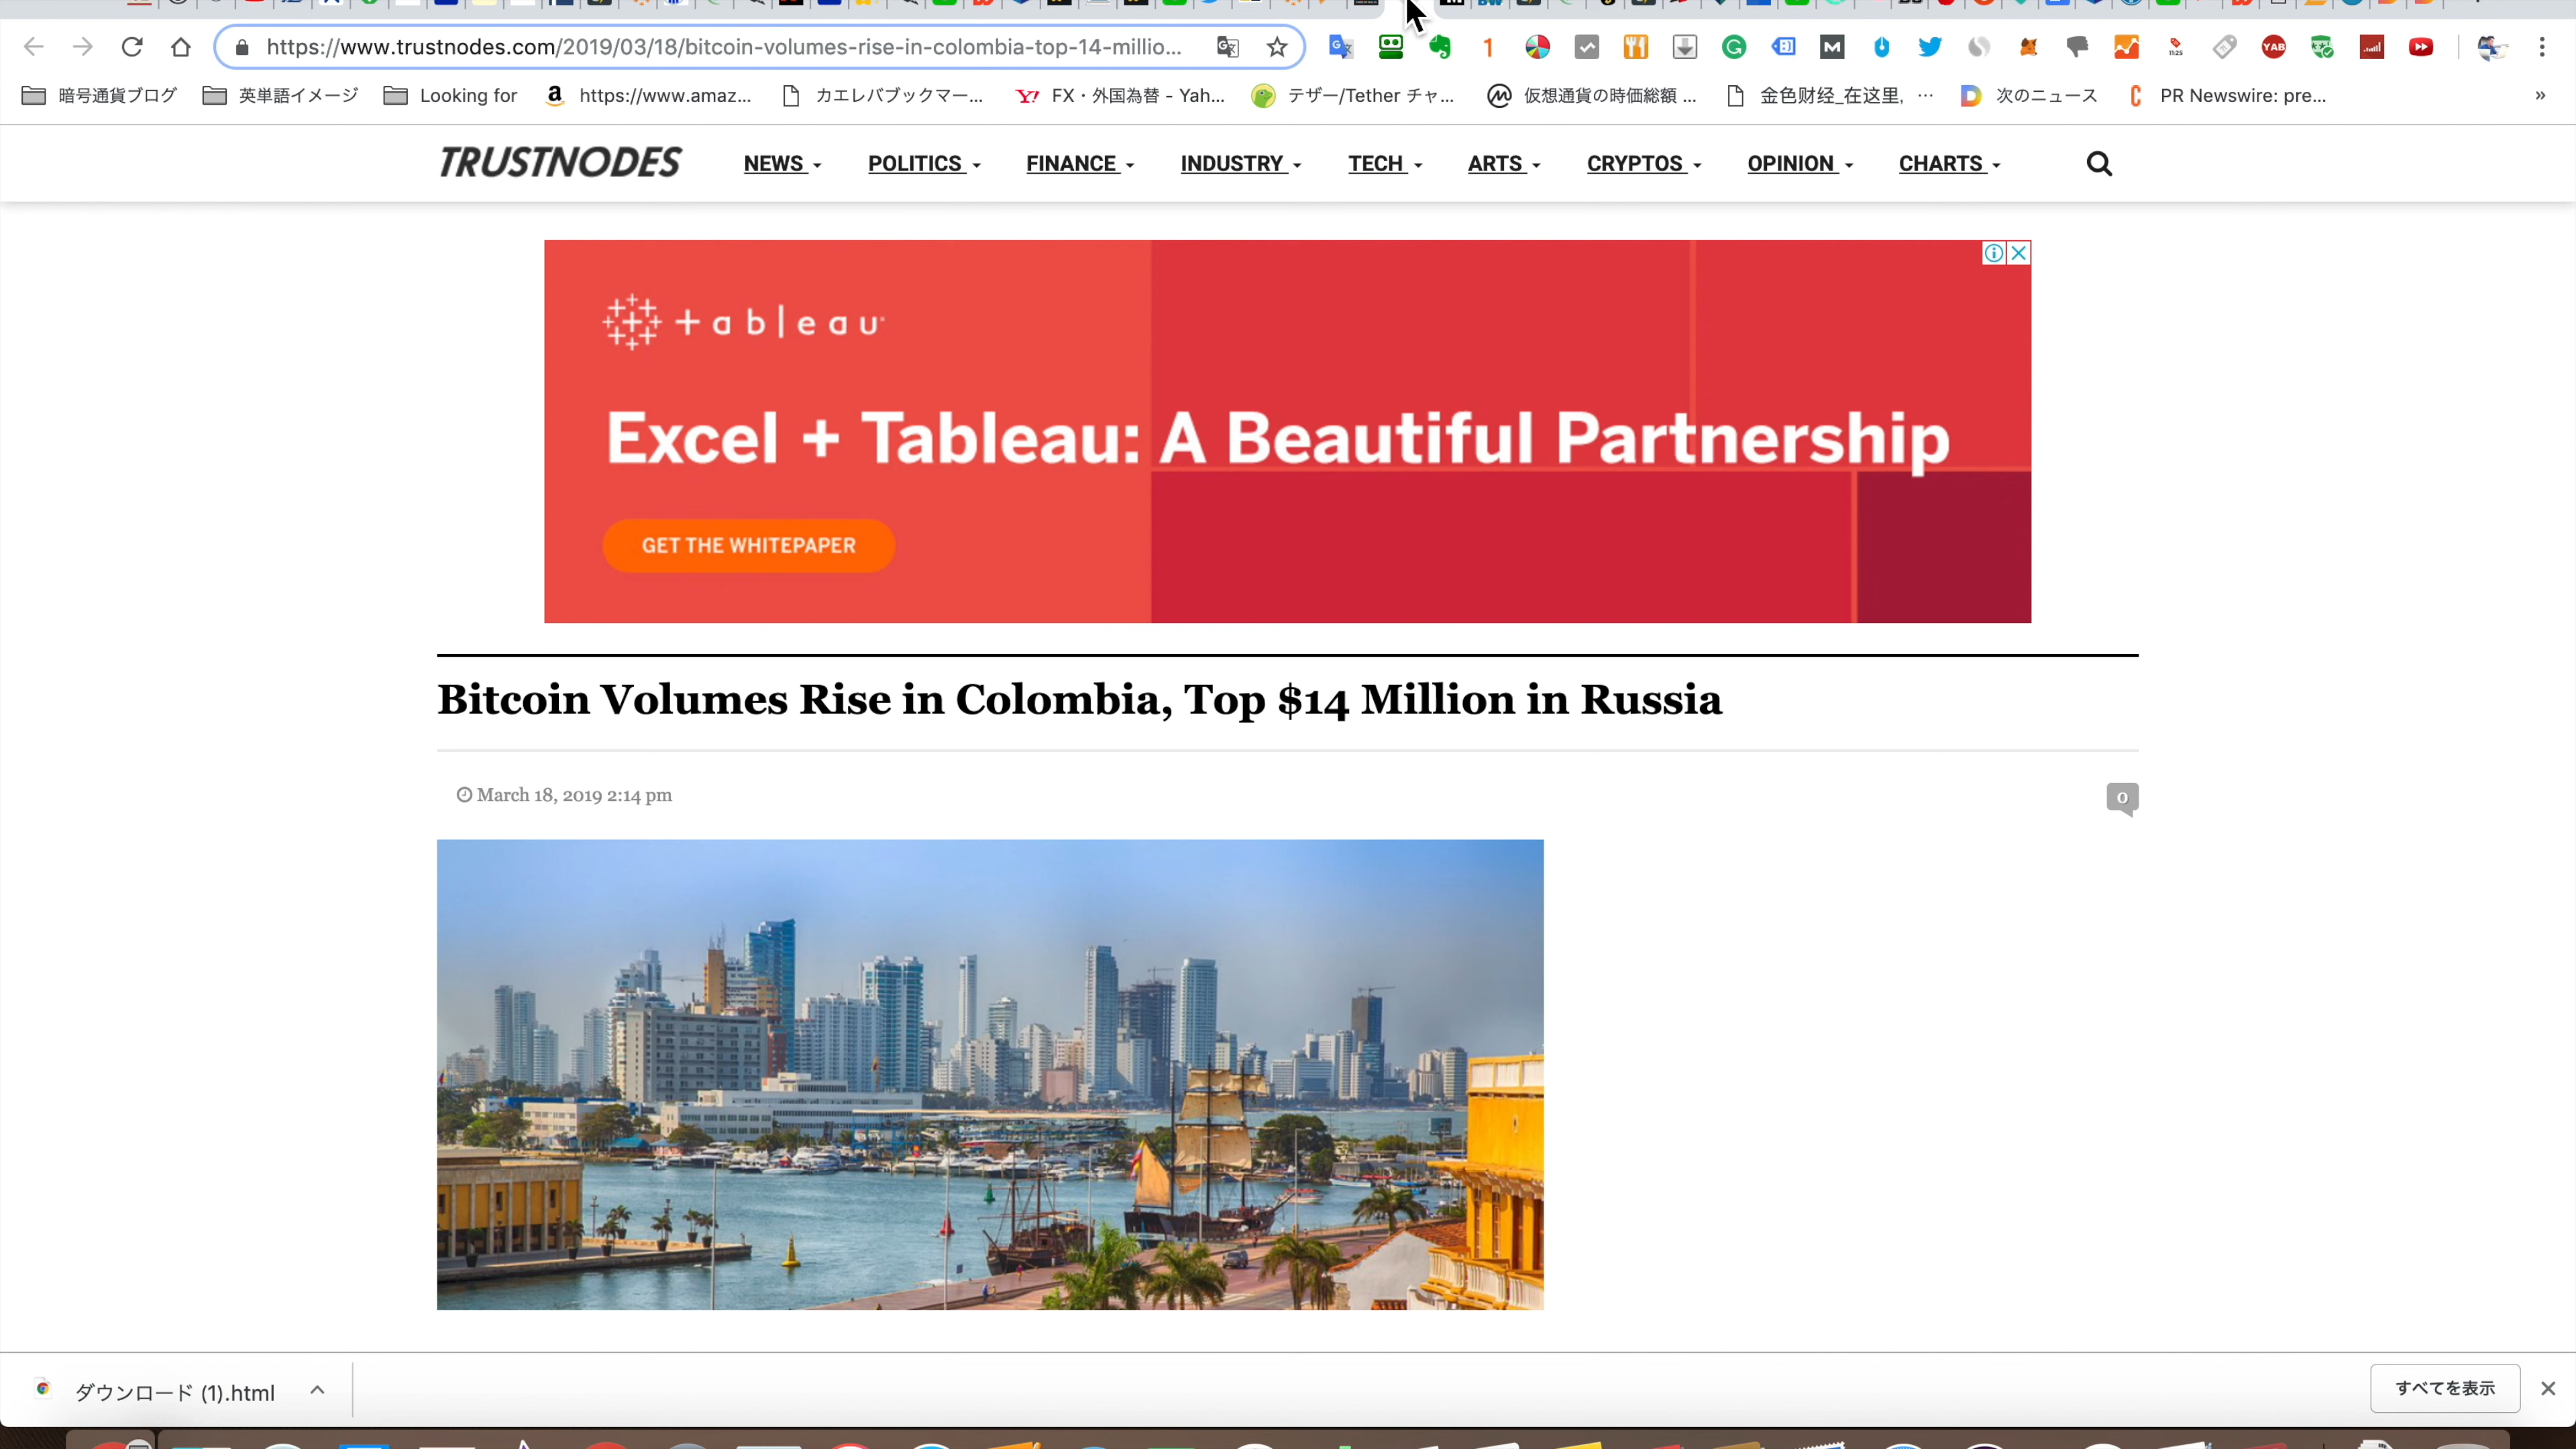 https://www.trustnodes.com/2019/03/18/bitcoin-volumes-rise-in-colombia-top-14-millio...
暗号通貨ブログ 英単語イメージ Looking for https://www.amaz... カエレバブックマー... FX・外国為替 - Yah... テザー/Tether チャ... 仮想通貨の時価総額 ... 金色财经_在这里, ... 次のニュース PR Newswire: pre... »
TRUSTNODES NEWS POLITICS FINANCE INDUSTRY TECH ARTS CRYPTOS OPINION CHARTS
+ableau
Excel + Tableau: A Beautiful Partnership
GET THE WHITEPAPER
Bitcoin Volumes Rise in Colombia, Top $14 Million in Russia
March 18, 2019 2:14 pm
0
ダウンロード (1).html
すべてを表示